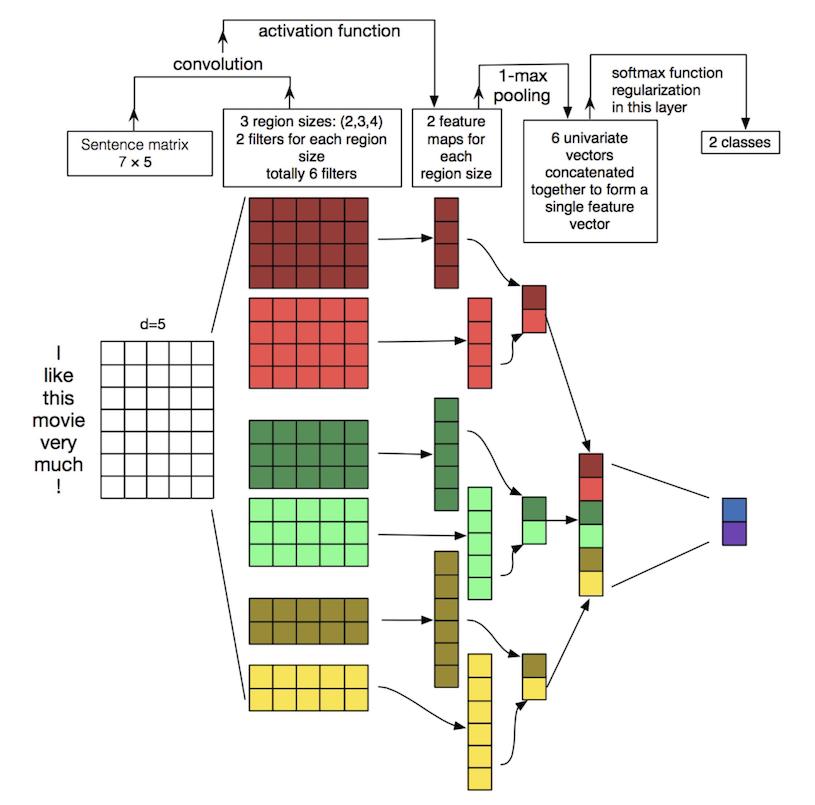 activation function
convolution
1-max
pooling
softmax function
regularization
in this layer
Sentence matrix
7 × 5
3 region sizes: (2,3,4)
2 filters for each region
size
totally 6 filters
2 feature
maps for
each
region size
6 univariate
vectors
concatenated
together to form a
single feature
vector
2 classes
d=5
I
like
this
movie
very
much
!